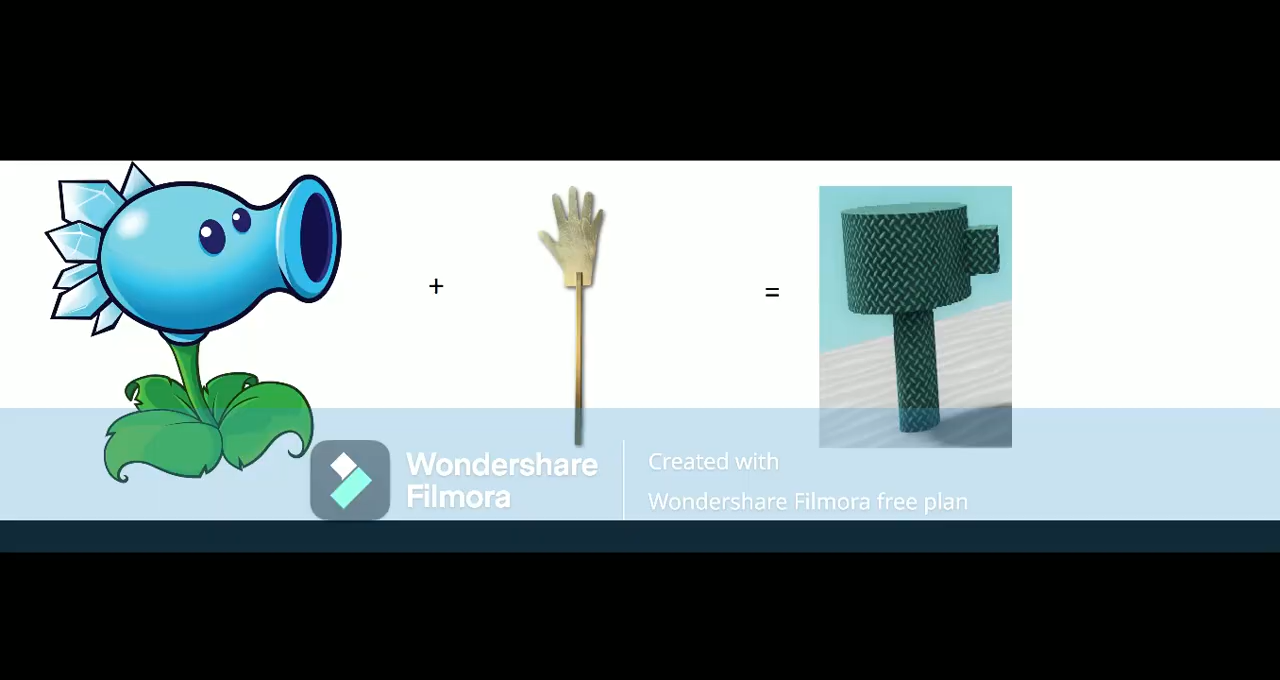 +
=
Wondershare
Filmora
Created with
Wondershare Filmora free plan